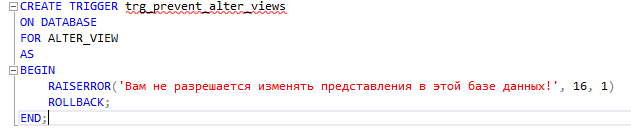 CREATE TRIGGER trg_prevent_alter_views
ON DATABASE
FOR ALTER_VIEW
AS
BEGIN
RAISERROR('Вам не разрешается изменять представления в этой базе данных!', 16, 1)
ROLLBACK;
END;